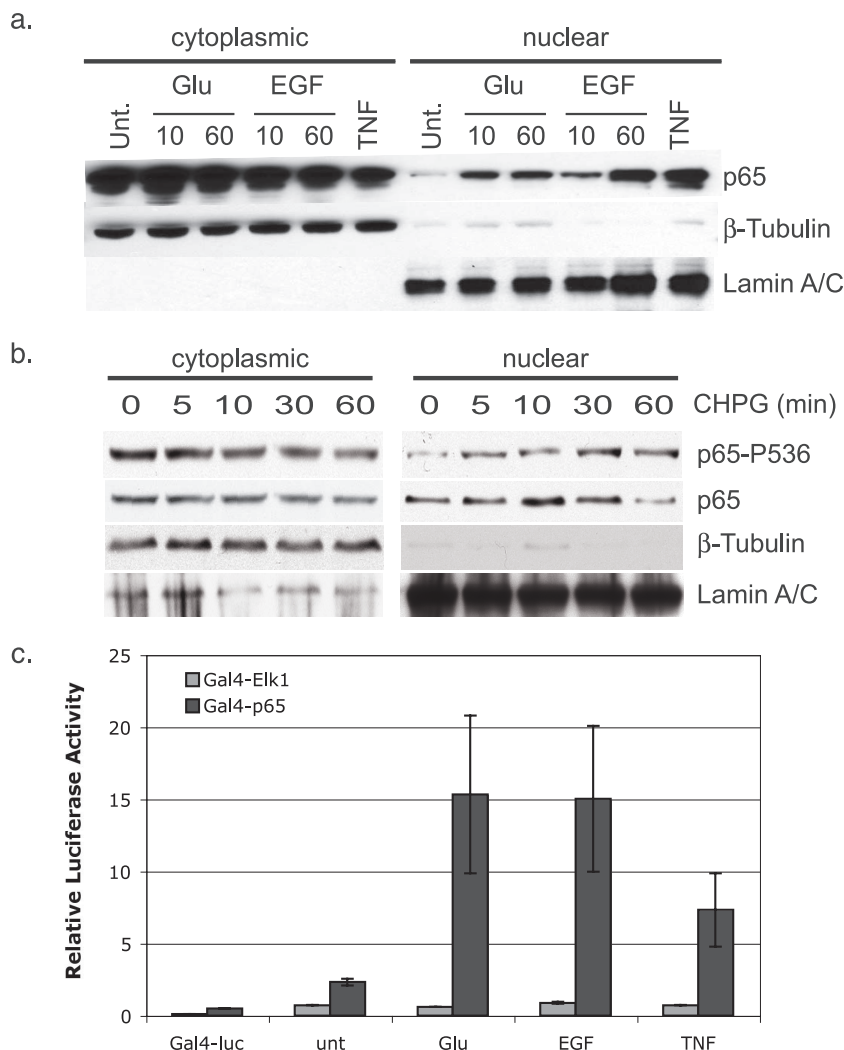 a.
cytoplasmic nuclear
Glu EGF Glu EGF
Unt. 10 60 10 60 TNF Unt. 10 60 10 60 TNF
p65
β-Tubulin
Lamin A/C
b.
cytoplasmic nuclear
0 5 10 30 60 0 5 10 30 60 CHPG (min)
p65-P536
p65
β-Tubulin
Lamin A/C
c.
Relative Luciferase Activity
25
20
15
10
5
0
Gal4-Elk1
Gal4-p65
Gal4-luc unt Glu EGF TNF